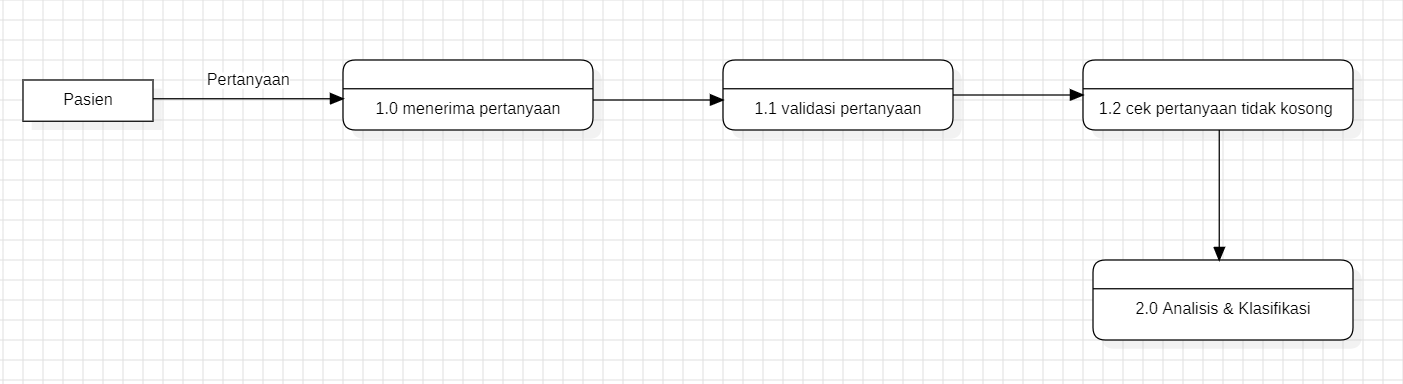 Pertanyaan
Pasien
1.0 menerima pertanyaan
1.1 validasi pertanyaan
1.2 cek pertanyaan tidak kosong
2.0 Analisis & Klasifikasi